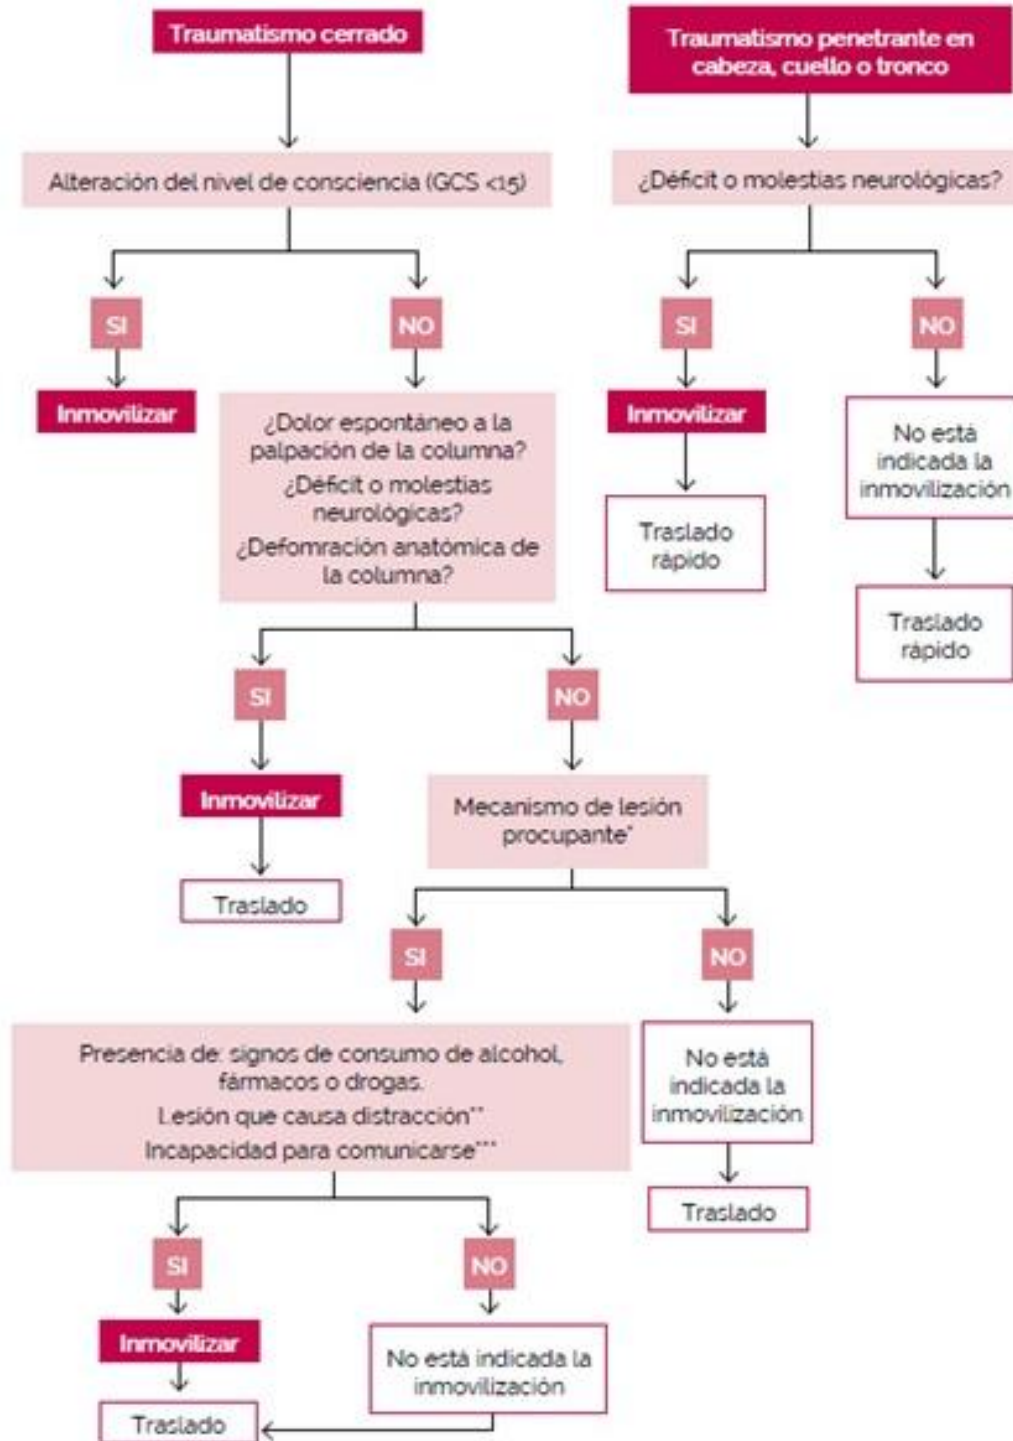 Traumatismo cerrado
Alteración del nivel de consciencia (GCS <15)
SI
NO
Inmovilizar
¿Dolor espontáneo a la
palpación de la columna?
¿Déficit o molestias
neurológicas?
¿Defomración anatómica de
la columna?
SI
NO
Inmovilizar
Traslado
Mecanismo de lesión
procupante*
SI
NO
Presencia de: signos de consumo de alcohol,
fármacos o drogas.
Lesión que causa distracción**
Incapacidad para comunicarse***
No está
indicada la
inmovilización
Traslado
SI
NO
Inmovilizar
Traslado
No está indicada la
inmovilización
Traumatismo penetrante en
cabeza, cuello o tronco
¿Déficit o molestias neurológicas?
SI
NO
Inmovilizar
Traslado
rápido
No está
indicada la
inmovilización
Traslado
rápido